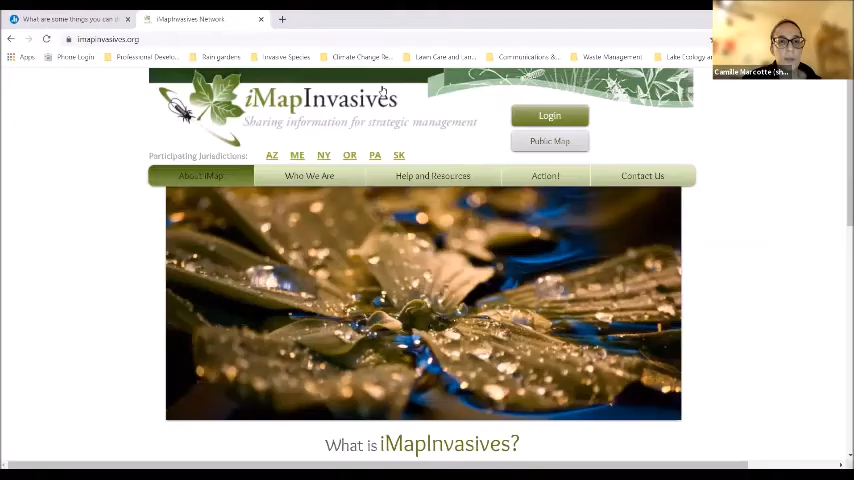 What are some things you can th
iMapInvasives Network
imapinvasives.org
Apps
Phone Login
Professional Develo...
Rain gardens
Invasive Species
Climate Change Re...
Lawn Care and Lan...
Communications &...
Waste Management
Lake Ecology an
Camille Marcotte (sh...
iMapInvasives
Sharing information for strategic management
Login
Public Map
Participating Jurisdictions: AZ ME NY OR PA SK
About iMap
Who We Are
Help and Resources
Action!
Contact Us
What is iMapInvasives?